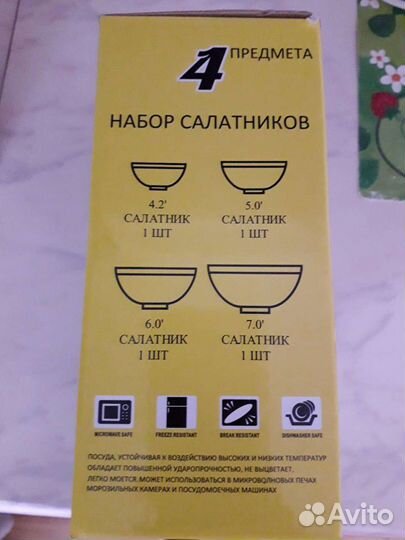 4 ПРЕДМЕТА
НАБОР САЛАТНИКОВ
4.2' 5.0'
САЛАТНИК САЛАТНИК
1 ШТ 1 ШТ
6.0' 7.0'
САЛАТНИК САЛАТНИК
1 ШТ 1 ШТ
MICROWAVE SAFE FREEZE RESISTANT BREAK RESISTANT DISHWASHER SAFE
ПОСУДА, УСТОЙЧИВАЯ К ВОЗДЕЙСТВИЮ ВЫСОКИХ И НИЗКИХ ТЕМПЕРАТУР
ОБЛАДАЕТ ПОВЫШЕННОЙ УДАРОПРОЧНОСТЬЮ, НЕ ВЫЦВЕТАЕТ.
ЛЕГКО МОЕТСЯ. МОЖЕТ ИСПОЛЬЗОВАТЬСЯ В МИКРОВОЛНОВЫХ ПЕЧАХ
МОРОЗИЛЬНЫХ КАМЕРАХ И ПОСУДОМОЕЧНЫХ МАШИНАХ
Avito